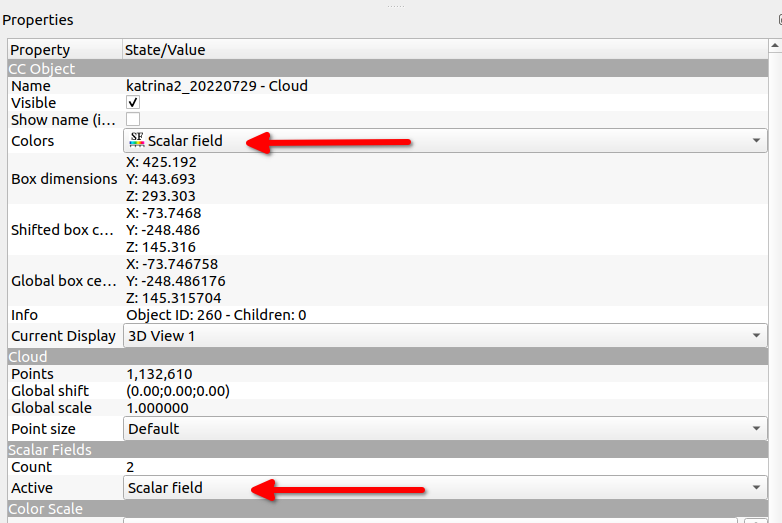 Properties
Property State/Value
CC Object
Name katrina2_20220729 - Cloud
Visible
Show name (i...
Colors SF Scalar field
Box dimensions X: 425.192
Y: 443.693
Z: 293.303
Shifted box c... X: -73.7468
Y: -248.486
Z: 145.316
Global box ce... X: -73.746758
Y: -248.486176
Z: 145.315704
Info Object ID: 260 - Children: 0
Current Display 3D View 1
Cloud
Points 1,132,610
Global shift (0.00;0.00;0.00)
Global scale 1.000000
Point size Default
Scalar Fields
Count 2
Active Scalar field
Color Scale